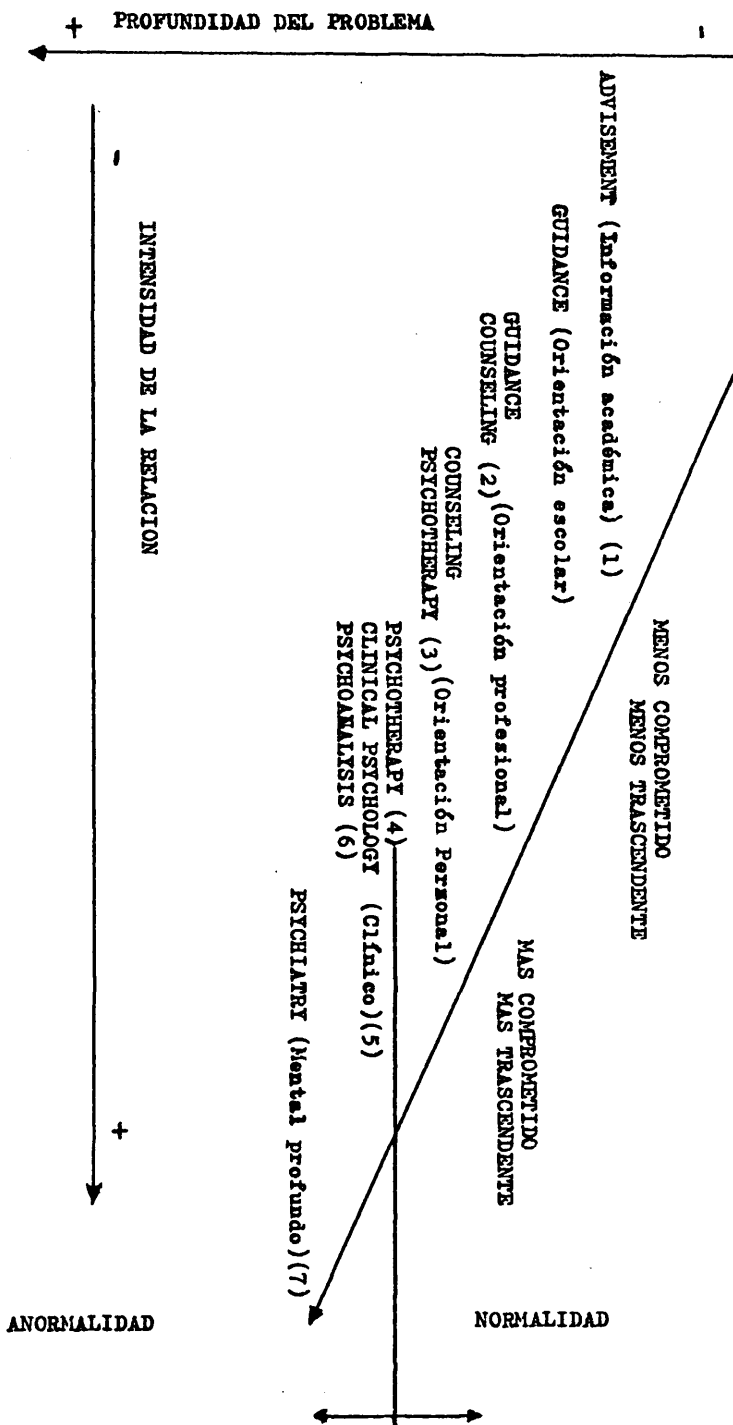 + PROFUNDIDAD DEL PROBLEMA -
ADVISEMENT (Información académica) (1)
GUIDANCE (Orientación escolar)
GUIDANCE
COUNSELING (2) (Orientación profesional)
COUNSELING
PSYCHOTHERAPY (3) (Orientación Personal)
PSYCHOTHERAPY (4)
CLINICAL PSYCHOLOGY (Clínico)(5)
PSYCHOANALYSIS (6)
PSYCHIATRY (Mental profundo)(7)
MENOS COMPROMETIDO
MENOS TRASCENDENTE
MAS COMPROMETIDO
MAS TRASCENDENTE
- INTENSIDAD DE LA RELACION +
ANORMALIDAD
NORMALIDAD